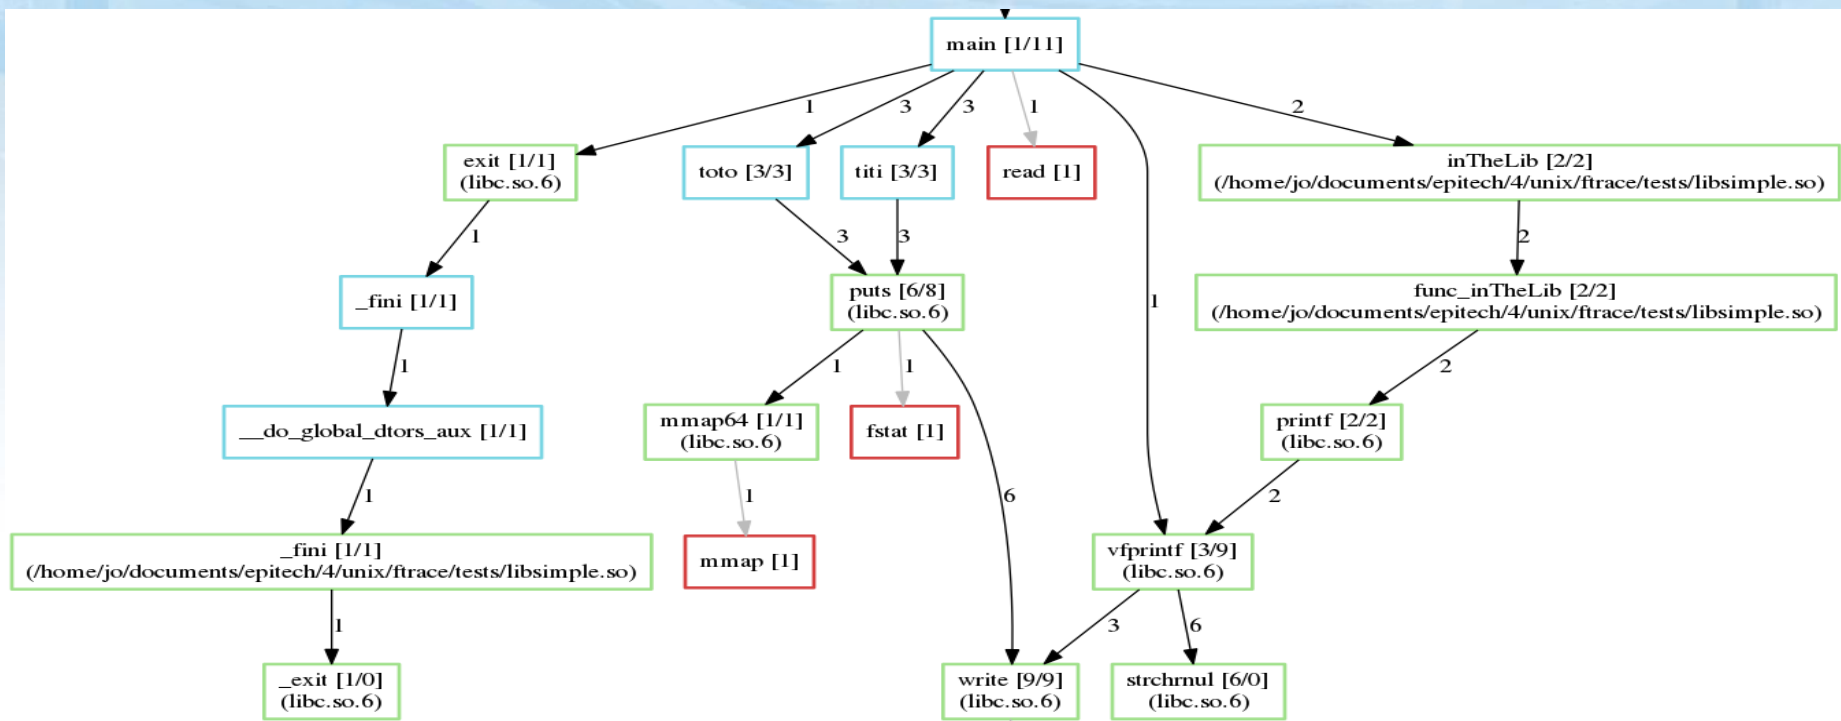 main [1/11]
1
3
3
1
2
exit [1/1]
(libc.so.6)
toto [3/3]
titi [3/3]
read [1]
inTheLib [2/2]
(/home/jo/documents/epitech/4/unix/ftrace/tests/libsimple.so)
1
3
3
2
_fini [1/1]
puts [6/8]
(libc.so.6)
1
func_inTheLib [2/2]
(/home/jo/documents/epitech/4/unix/ftrace/tests/libsimple.so)
1
1
1
2
__do_global_dtors_aux [1/1]
mmap64 [1/1]
(libc.so.6)
fstat [1]
printf [2/2]
(libc.so.6)
1
1
6
2
_fini [1/1]
(/home/jo/documents/epitech/4/unix/ftrace/tests/libsimple.so)
mmap [1]
vfprintf [3/9]
(libc.so.6)
1
3
6
_exit [1/0]
(libc.so.6)
write [9/9]
(libc.so.6)
strchrnul [6/0]
(libc.so.6)